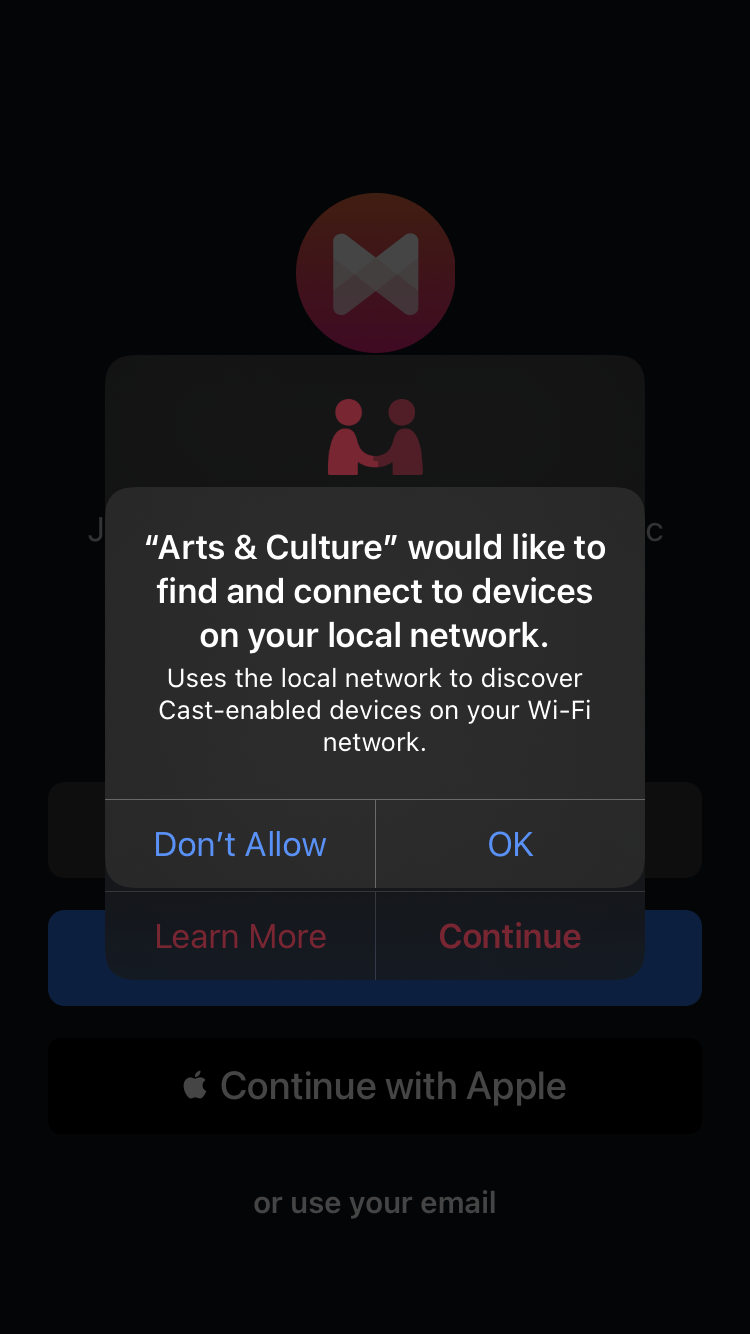 “Arts & Culture” would like to
find and connect to devices
on your local network.
Uses the local network to discover
Cast-enabled devices on your Wi-Fi
network.
Don’t Allow
OK
Learn More
Continue
Continue with Apple
or use your email